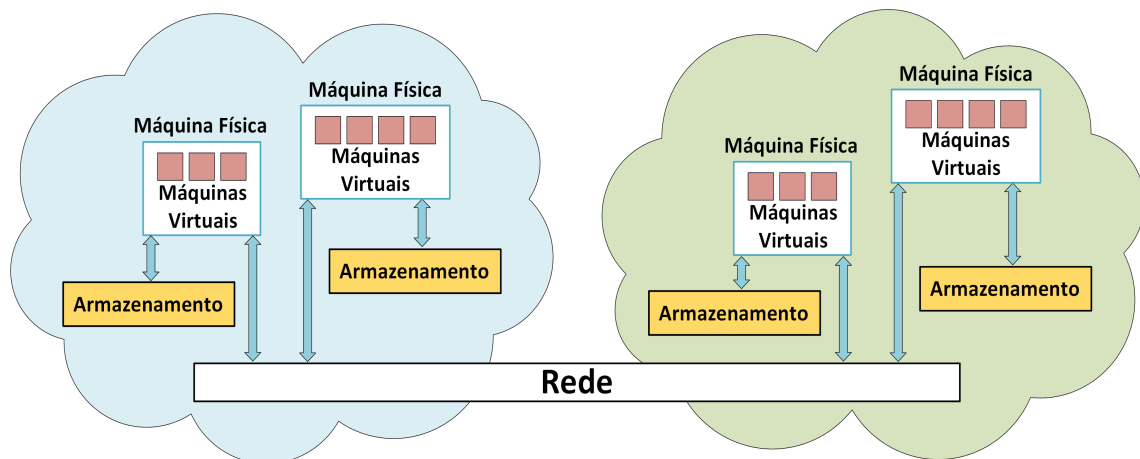 Máquina Física
Máquinas
Virtuais
Armazenamento
Máquina Física
Máquinas
Virtuais
Armazenamento
Máquina Física
Máquinas
Virtuais
Armazenamento
Máquina Física
Máquinas
Virtuais
Armazenamento
Rede